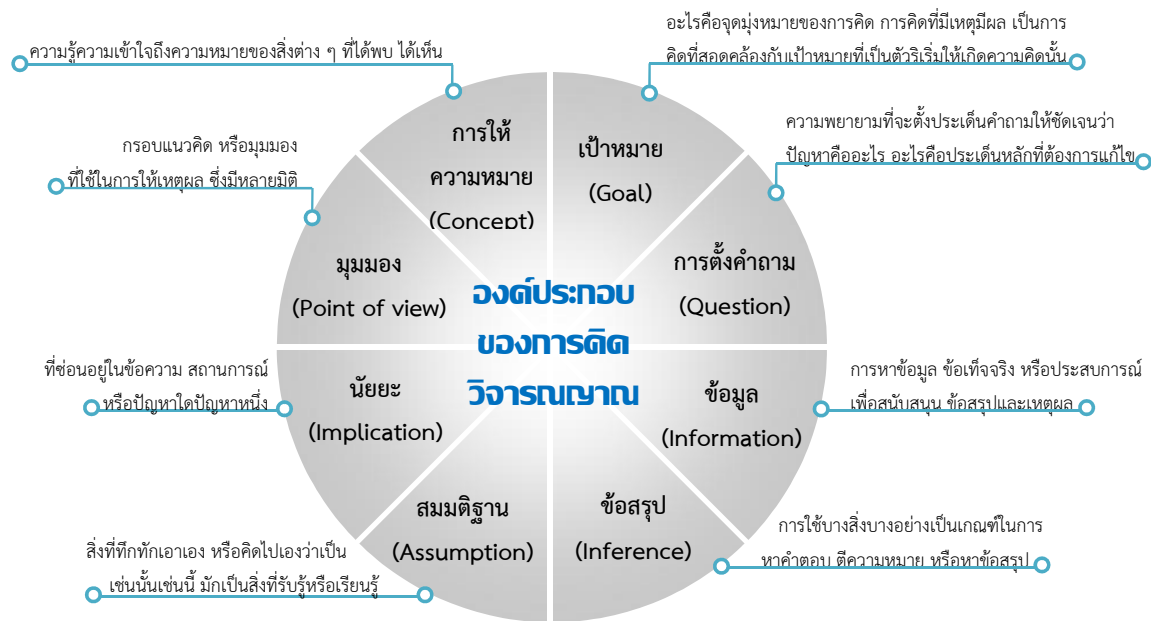 อะไรคือจุดมุ่งหมายของการคิด การคิดที่มีเหตุมีผล เป็นการ
คิดที่สอดคล้องกับเป้าหมายที่เป็นตัวริเริ่มให้เกิดความคิดนั้น
ความรู้ความเข้าใจถึงความหมายของสิ่งต่าง ๆ ที่ได้พบ ได้เห็น
ความพยายามที่จะตั้งประเด็นคำถามให้ชัดเจนว่า
ปัญหาคืออะไร อะไรคือประเด็นหลักที่ต้องการแก้ไข
กรอบแนวคิด หรือมุมมอง
ที่ใช้ในการให้เหตุผล ซึ่งมีหลายมิติ
การให้
ความหมาย
(Concept)
เป้าหมาย
(Goal)
มุมมอง
(Point of view)
การตั้งคำถาม
(Question)
องค์ประกอบ
ของการคิด
วิจารณญาณ
ที่ซ่อนอยู่ในข้อความ สถานการณ์
หรือปัญหาใดปัญหาหนึ่ง
นัยยะ
(Implication)
ข้อมูล
(Information)
การหาข้อมูล ข้อเท็จจริง หรือประสบการณ์
เพื่อสนับสนุน ข้อสรุปและเหตุผล
สมมติฐาน
(Assumption)
ข้อสรุป
(Inference)
การใช้บางสิ่งบางอย่างเป็นเกณฑ์ในการ
หาคำตอบ ตีความหมาย หรือหาข้อสรุป
สิ่งที่ทึกทักเอาเอง หรือคิดไปเองว่าเป็น
เช่นนั้นเช่นนี้ มักเป็นสิ่งที่รับรู้หรือเรียนรู้